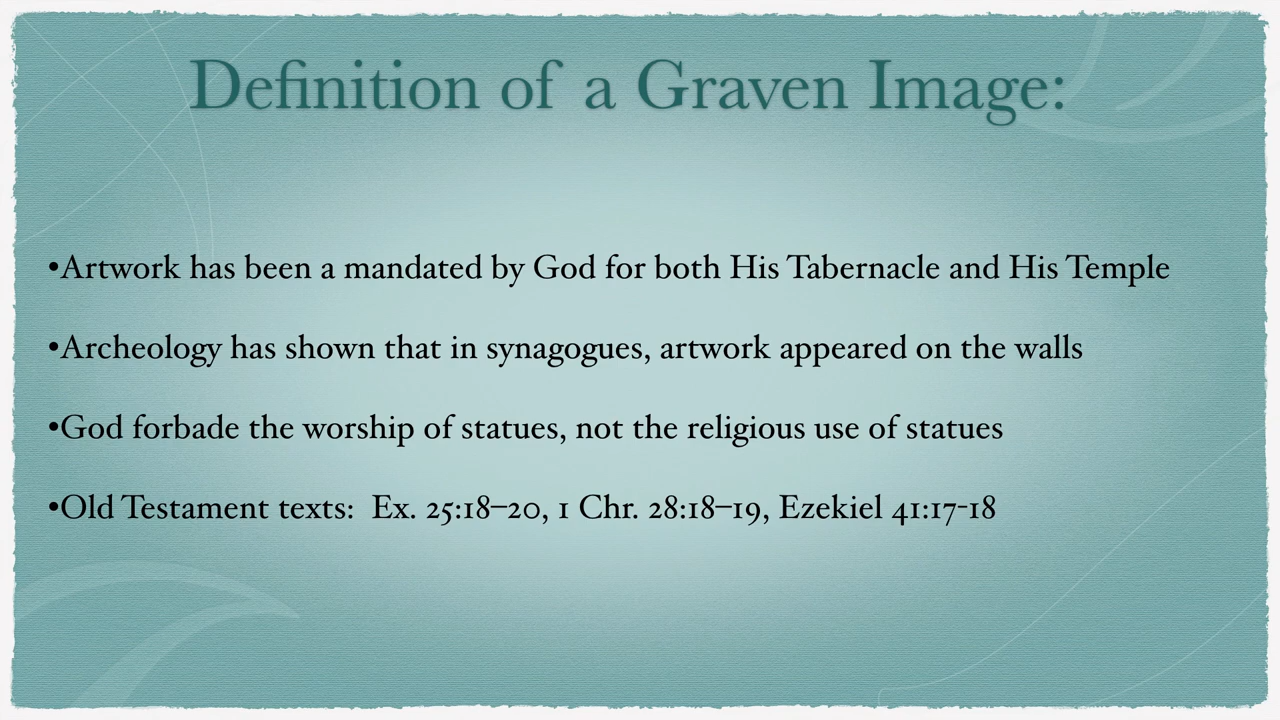 Definition of a Graven Image:
•Artwork has been a mandated by God for both His Tabernacle and His Temple
•Archeology has shown that in synagogues, artwork appeared on the walls
•God forbade the worship of statues, not the religious use of statues
•Old Testament texts:  Ex. 25:18–20, 1 Chr. 28:18–19, Ezekiel 41:17-18